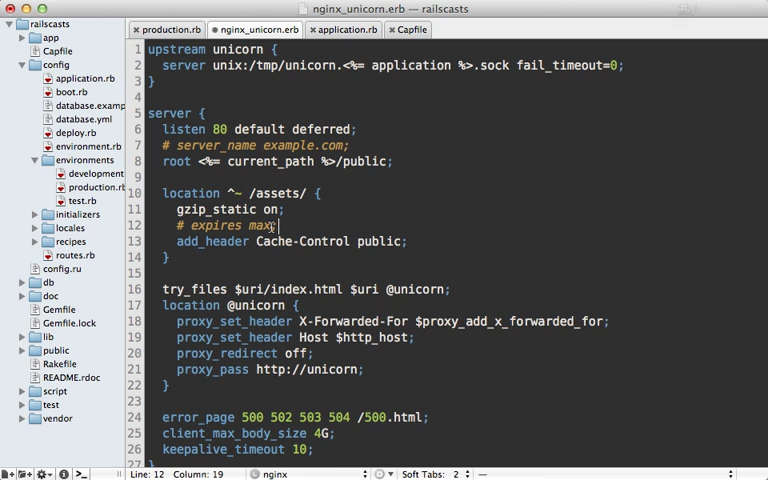 nginx_unicorn.erb — railscasts
railscasts
app
Capfile
config
application.rb
boot.rb
database.examp
database.yml
deploy.rb
environment.rb
environments
development
production.rb
test.rb
initializers
locales
recipes
routes.rb
config.ru
db
doc
Gemfile
Gemfile.lock
lib
public
Rakefile
README.rdoc
script
test
vendor
production.rb nginx_unicorn.erb application.rb Capfile
1 upstream unicorn {
2 server unix:/tmp/unicorn.<%= application %>.sock fail_timeout=0;
3 }
4
5 server {
6 listen 80 default deferred;
7 # server_name example.com;
8 root <%= current_path %>/public;
9
10 location ^~ /assets/ {
11 gzip_static on;
12 # expires max;
13 add_header Cache-Control public;
14 }
15
16 try_files $uri/index.html $uri @unicorn;
17 location @unicorn {
18 proxy_set_header X-Forwarded-For $proxy_add_x_forwarded_for;
19 proxy_set_header Host $http_host;
20 proxy_redirect off;
21 proxy_pass http://unicorn;
22 }
23
24 error_page 500 502 503 504 /500.html;
25 client_max_body_size 4G;
26 keepalive_timeout 10;
27 }
Line: 12 Column: 19 nginx Soft Tabs: 2 —